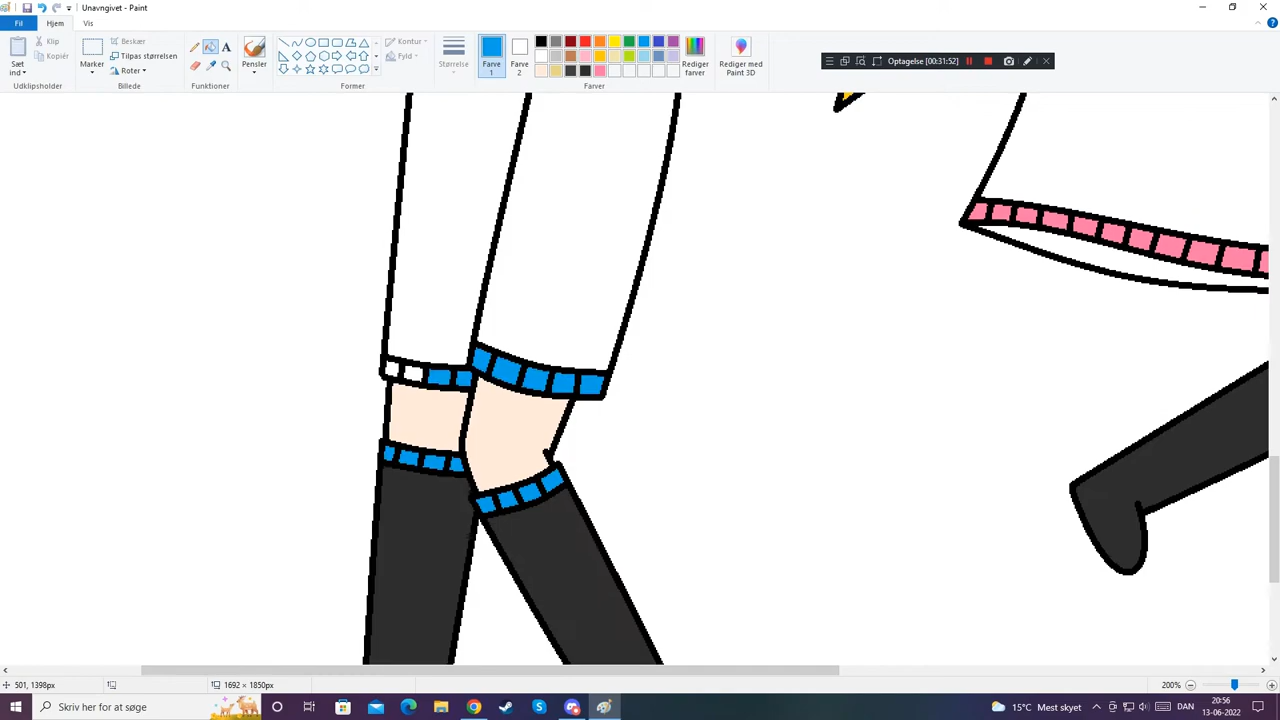 Unavngivet - Paint
Fil Hjem Vis
Sæt ind
Klip
Kopiér
Udklipsholder
Marker
Beskær
Tilpas størrelsen
Roter
Billede
Funktioner
Pensler
Kontur
Fyld
Former
Størrelse
Farve 1
Farve 2
Rediger farver
Farver
Rediger med Paint 3D
Optagelse [00:31:52]
501, 1398px
1692 × 1850px
200%
Skriv her for at søge
15°C Mest skyet
DAN
20:56
13-06-2022